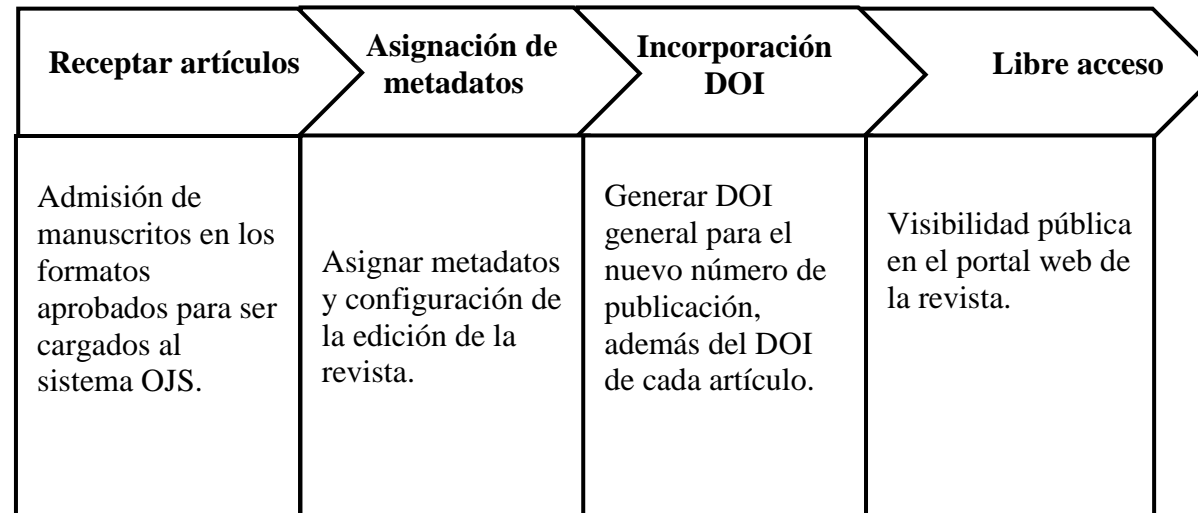 Receptar artículos
Asignación de
metadatos
Incorporación
DOI
Libre acceso
Admisión de
manuscritos en los
formatos
aprobados para ser
cargados al
sistema OJS.
Asignar metadatos
y configuración de
la edición de la
revista.
Generar DOI
general para el
nuevo número de
publicación,
además del DOI
de cada artículo.
Visibilidad pública
en el portal web de
la revista.